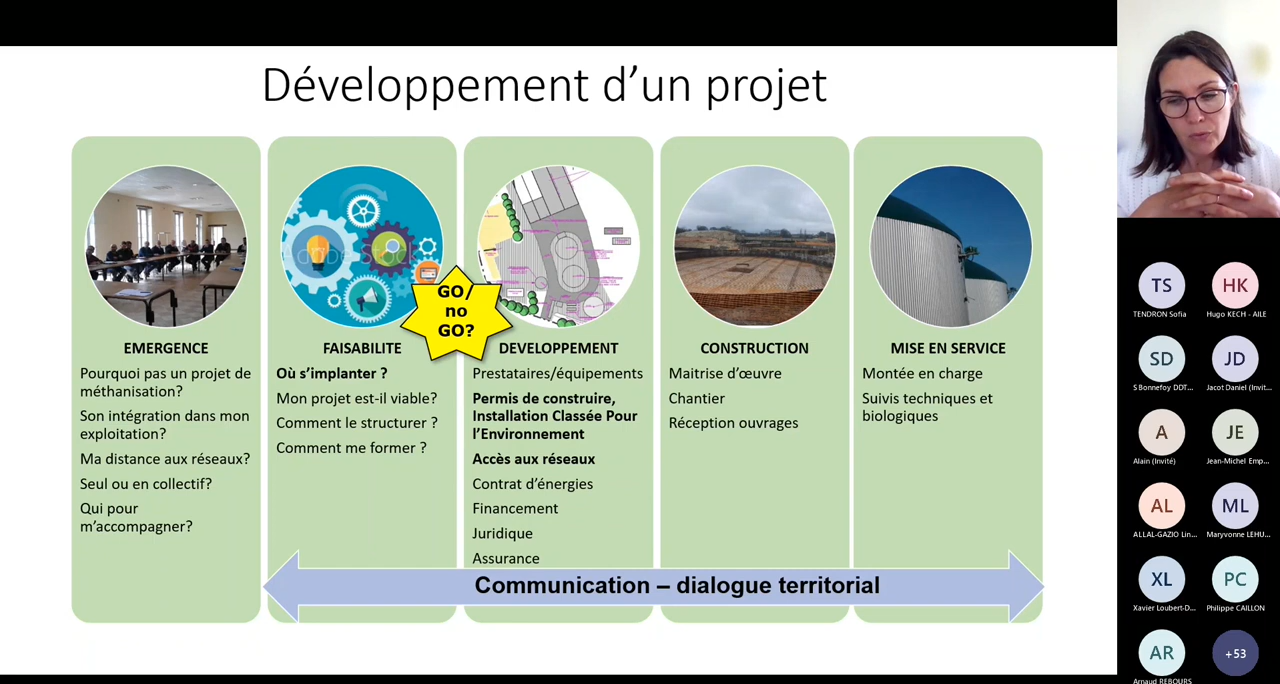 Développement d'un projet
GO/
no
GO?
EMERGENCE
Pourquoi pas un projet de
méthanisation?
Son intégration dans mon
exploitation?
Ma distance aux réseaux?
Seul ou en collectif?
Qui pour
m'accompagner?
FAISABILITE
Où s'implanter ?
Mon projet est-il viable?
Comment le structurer ?
Comment me former ?
DEVELOPPEMENT
Prestataires/équipements
Permis de construire,
Installation Classée Pour
l'Environnement
Accès aux réseaux
Contrat d'énergies
Financement
Juridique
Assurance
CONSTRUCTION
Maitrise d'œuvre
Chantier
Réception ouvrages
MISE EN SERVICE
Montée en charge
Suivis techniques et
biologiques
Communication – dialogue territorial
TS
TENDRON Sofia
HK
Hugo KECH - AILE
SD
S Bonnefoy DDT...
JD
Jacot Daniel (Invit...
A
Alain (Invité)
JE
Jean-Michel Emp...
AL
ALLAL-GAZIO Lin...
ML
Maryvonne LEHU...
XL
Xavier Loubert-D...
PC
Philippe CAILLON
AR
Arnaud REBOURS
+53